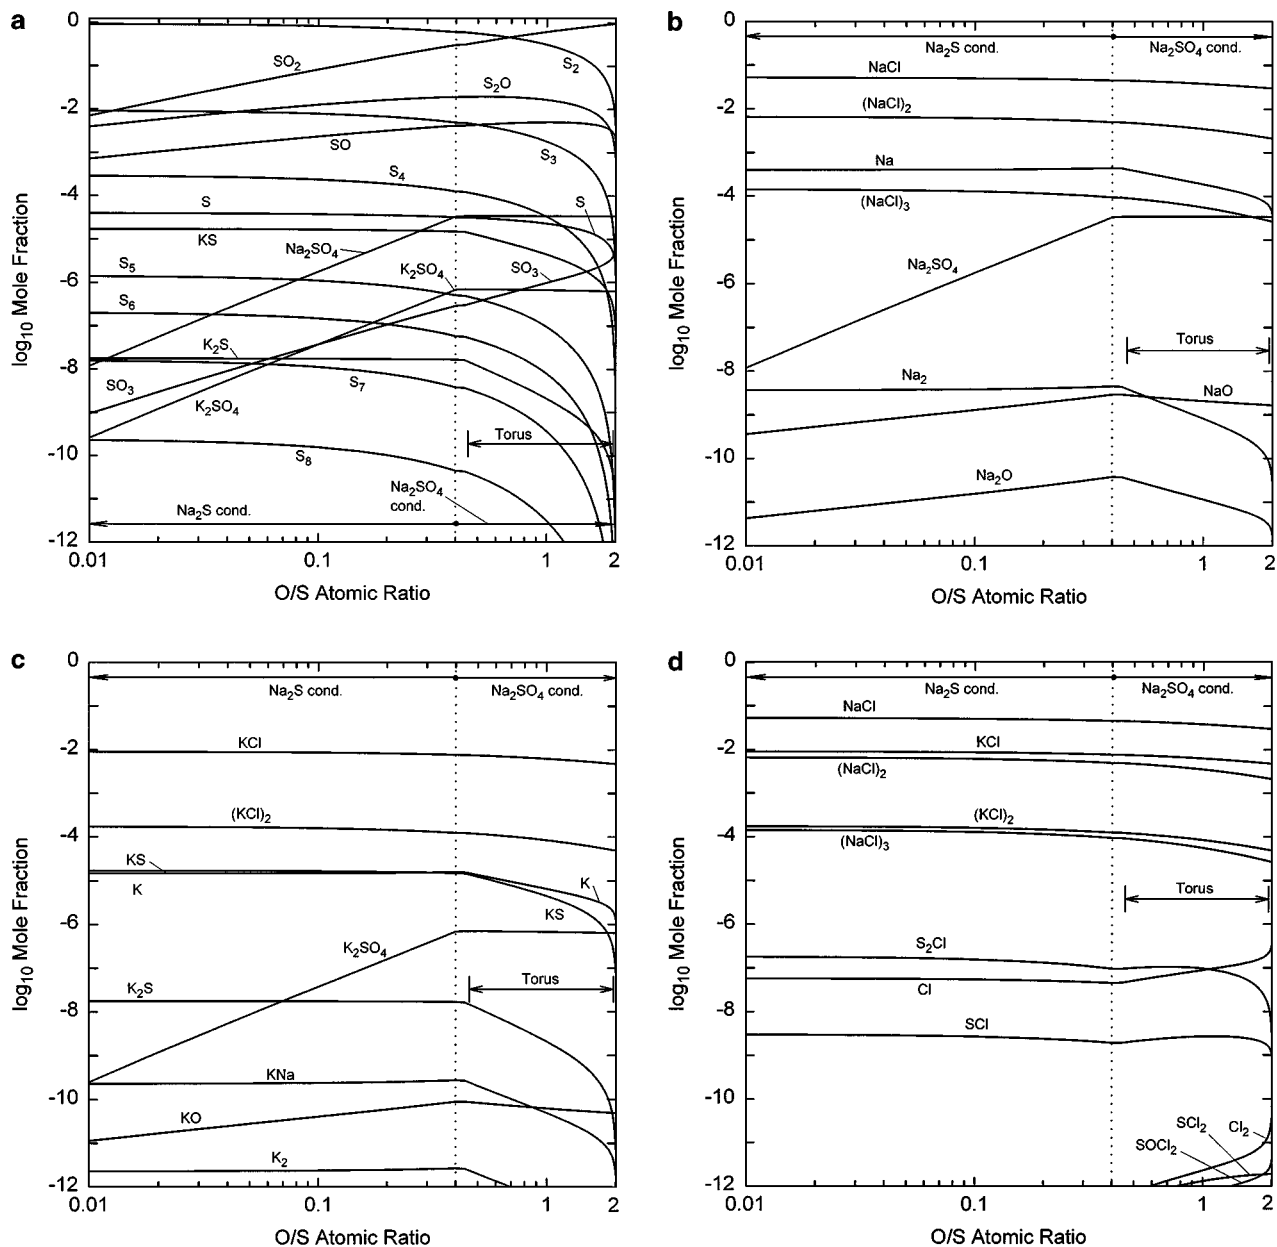 a
0
-2
-4
-6
-8
-10
-12
log₁₀ Mole Fraction
SO₂
S₂
S₂O
SO
S₃
S₄
S
S
KS
Na₂SO₄
K₂SO₄
SO₃
S₅
S₆
K₂S
S₇
SO₃
K₂SO₄
Torus
S₈
Na₂SO₄
cond.
Na₂S cond.
0.01
0.1
1
2
O/S Atomic Ratio
b
0
-2
-4
-6
-8
-10
-12
log₁₀ Mole Fraction
Na₂S cond.
Na₂SO₄ cond.
NaCl
(NaCl)₂
Na
(NaCl)₃
Na₂SO₄
Torus
Na₂
NaO
Na₂O
0.01
0.1
1
2
O/S Atomic Ratio
c
0
-2
-4
-6
-8
-10
-12
log₁₀ Mole Fraction
Na₂S cond.
Na₂SO₄ cond.
KCl
(KCl)₂
KS
K
K
KS
K₂SO₄
Torus
K₂S
KNa
KO
K₂
0.01
0.1
1
2
O/S Atomic Ratio
d
0
-2
-4
-6
-8
-10
-12
log₁₀ Mole Fraction
Na₂S cond.
Na₂SO₄ cond.
NaCl
KCl
(NaCl)₂
(KCl)₂
(NaCl)₃
Torus
S₂Cl
Cl
SCl
SCl₂
Cl₂
SOCl₂
0.01
0.1
1
2
O/S Atomic Ratio